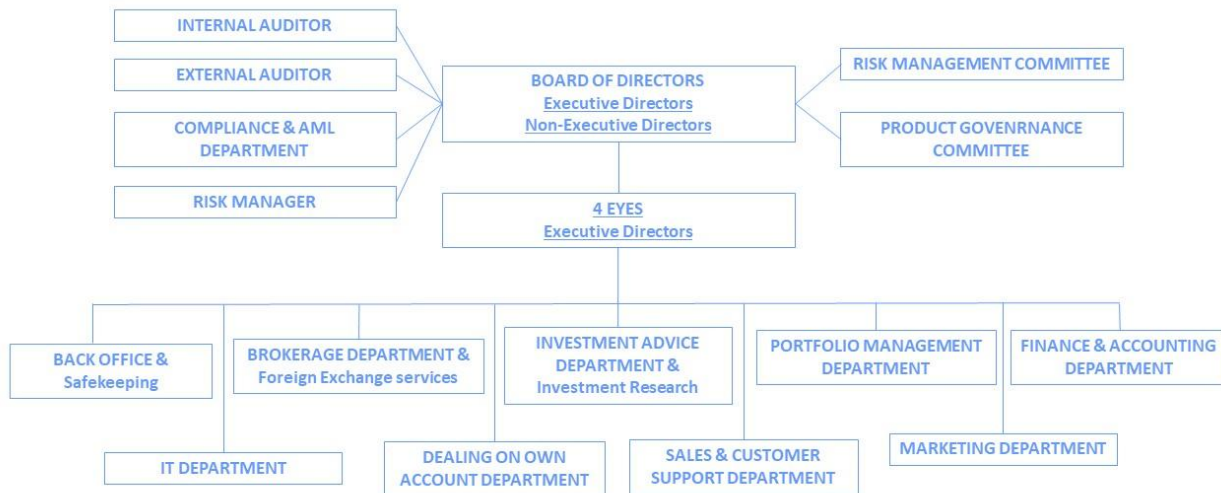 INTERNAL AUDITOR
EXTERNAL AUDITOR
COMPLIANCE & AML
DEPARTMENT
RISK MANAGER
BOARD OF DIRECTORS
Executive Directors
Non-Executive Directors
RISK MANAGEMENT COMMITTEE
PRODUCT GOVENRNANCE
COMMITTEE
4 EYES
Executive Directors
BACK OFFICE &
Safekeeping
BROKERAGE DEPARTMENT &
Foreign Exchange services
INVESTMENT ADVICE
DEPARTMENT &
Investment Research
PORTFOLIO MANAGEMENT
DEPARTMENT
FINANCE & ACCOUNTING
DEPARTMENT
IT DEPARTMENT
DEALING ON OWN
ACCOUNT DEPARTMENT
SALES & CUSTOMER
SUPPORT DEPARTMENT
MARKETING DEPARTMENT